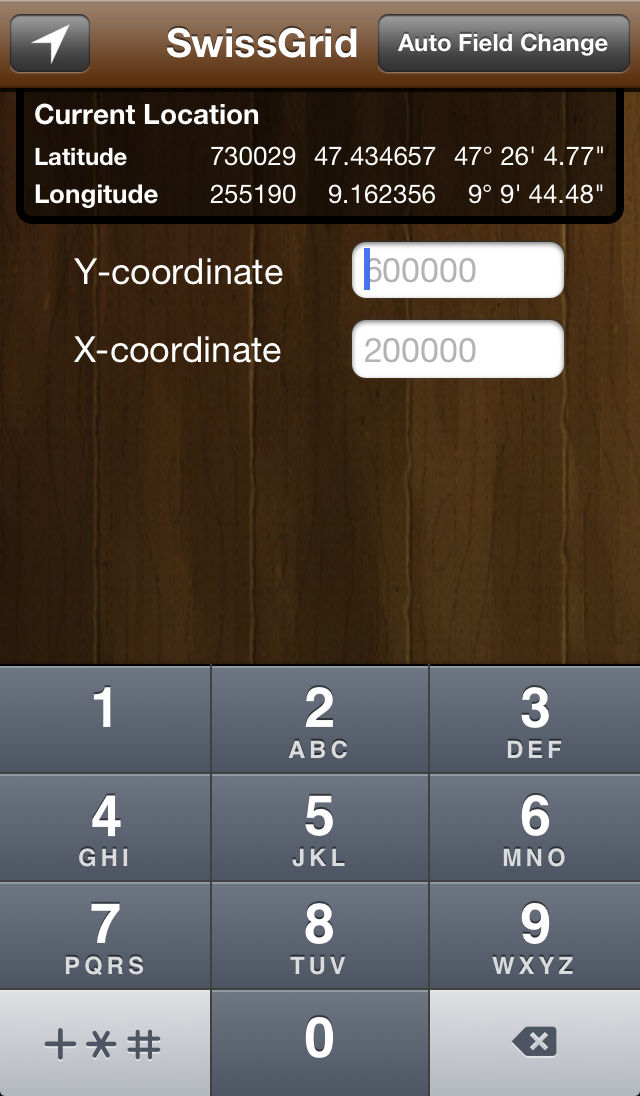 SwissGrid
Auto Field Change
Current Location
Latitude 730029 47.434657 47° 26' 4.77"
Longitude 255190 9.162356 9° 9' 44.48"
Y-coordinate 600000
X-coordinate 200000
1 2 3
ABC DEF
4 5 6
GHI JKL MNO
7 8 9
PQRS TUV WXYZ
+ * # 0